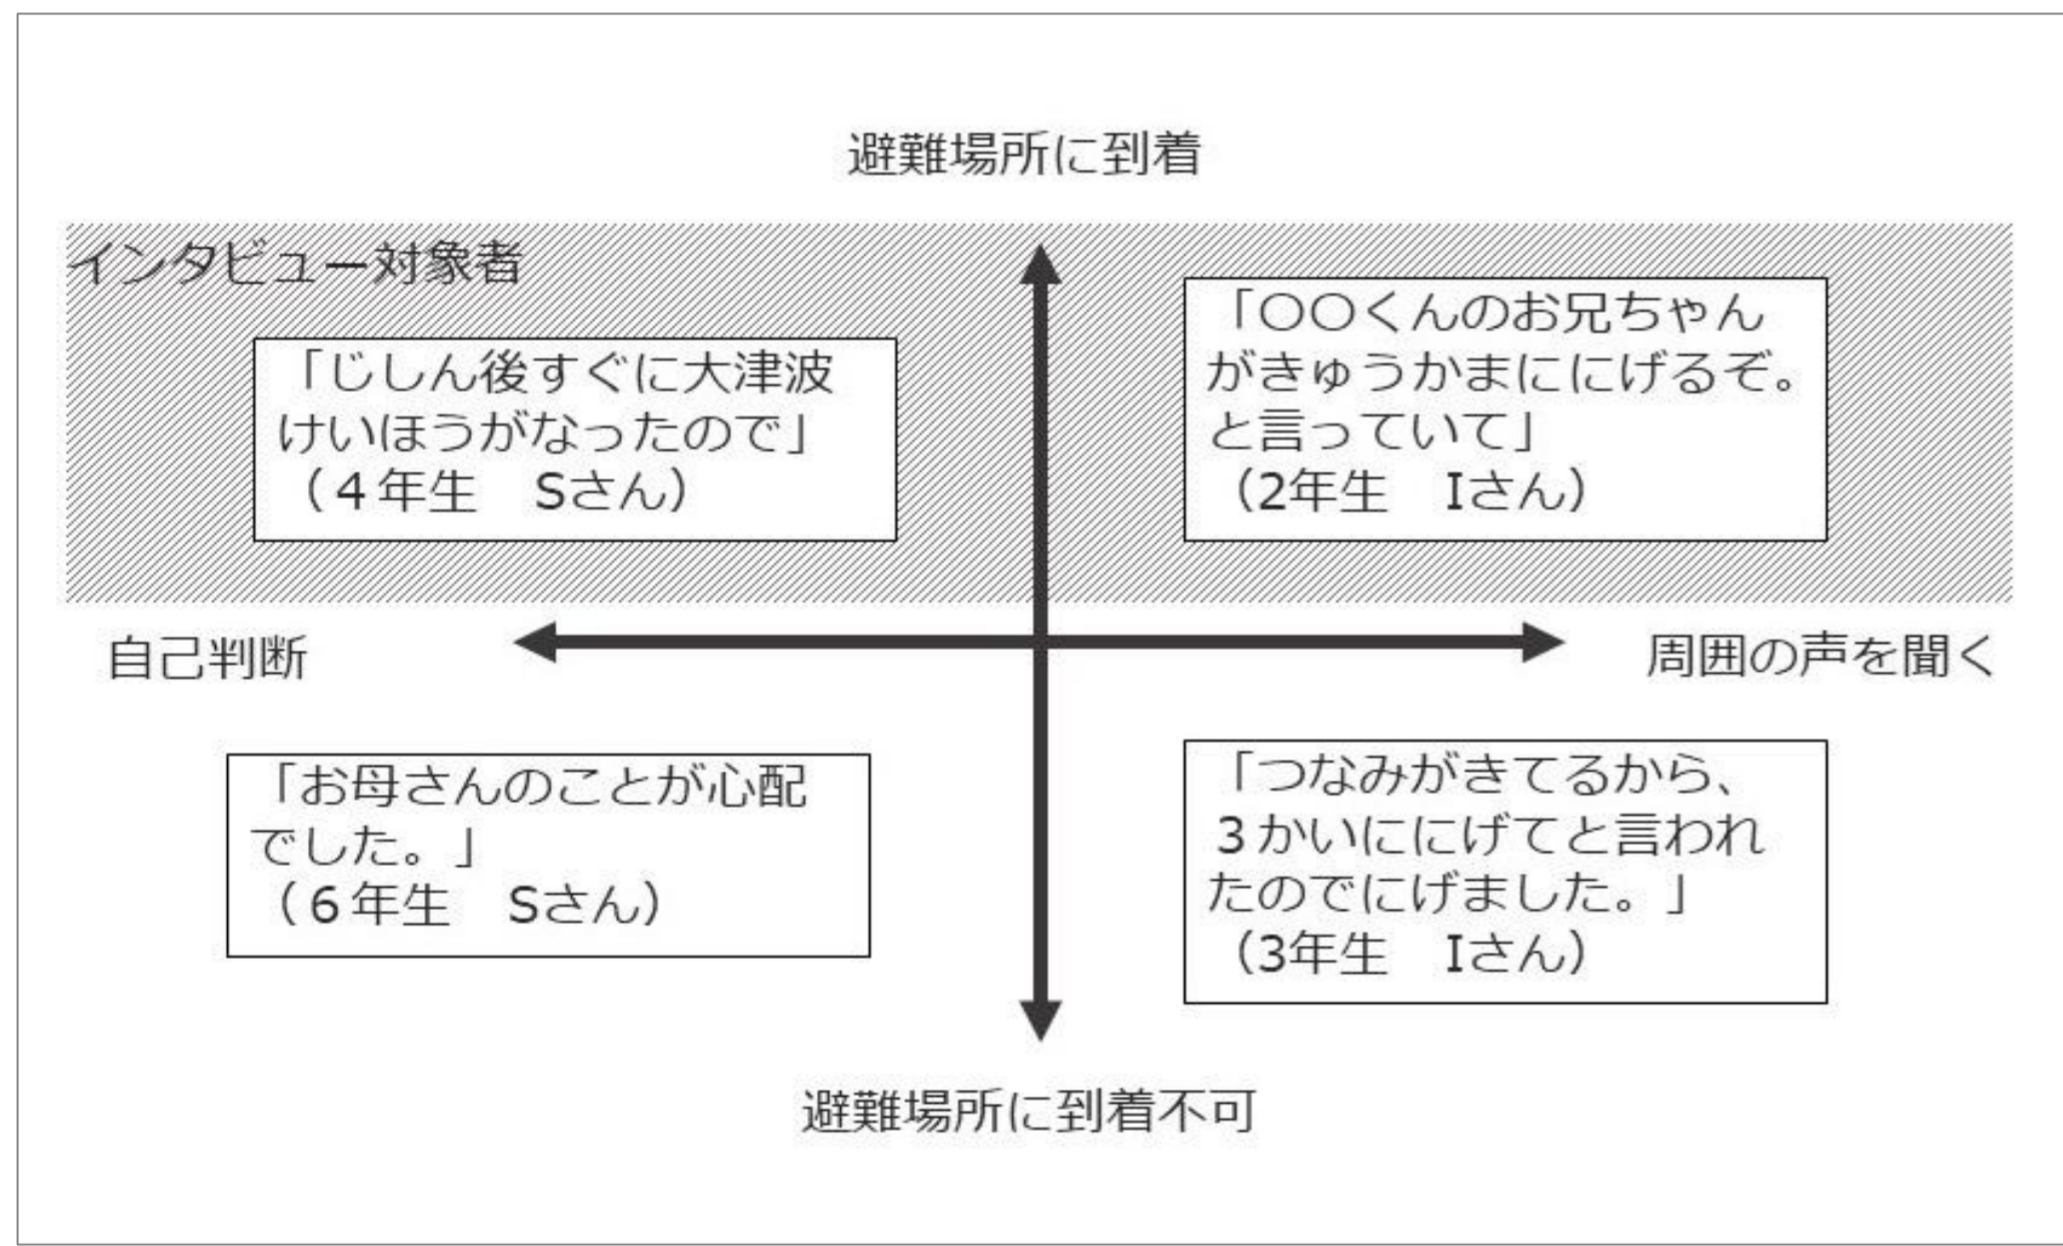 避難場所に到着
インタビュー対象者
「じしん後すぐに大津波
けいほうがなったので」
（４年生　Sさん）
「〇〇くんのお兄ちゃん
がきゅうかまににげるぞ。
と言っていて」
（2年生　Iさん）
自己判断
周囲の声を聞く
「お母さんのことが心配
でした。」
（６年生　Sさん）
「つなみがきてるから、
３かいににげてと言われ
たのでにげました。」
（3年生　Iさん）
避難場所に到着不可